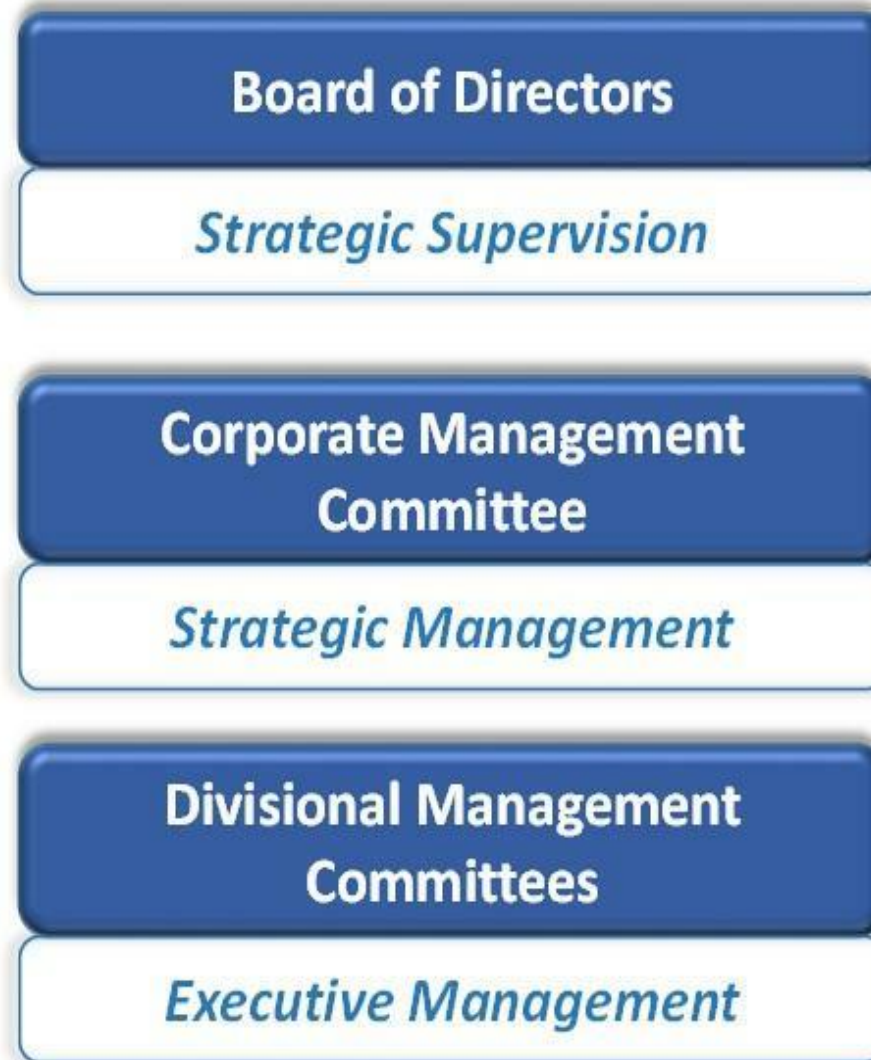 Board of Directors
Strategic Supervision
Corporate Management
Committee
Strategic Management
Divisional Management
Committees
Executive Management